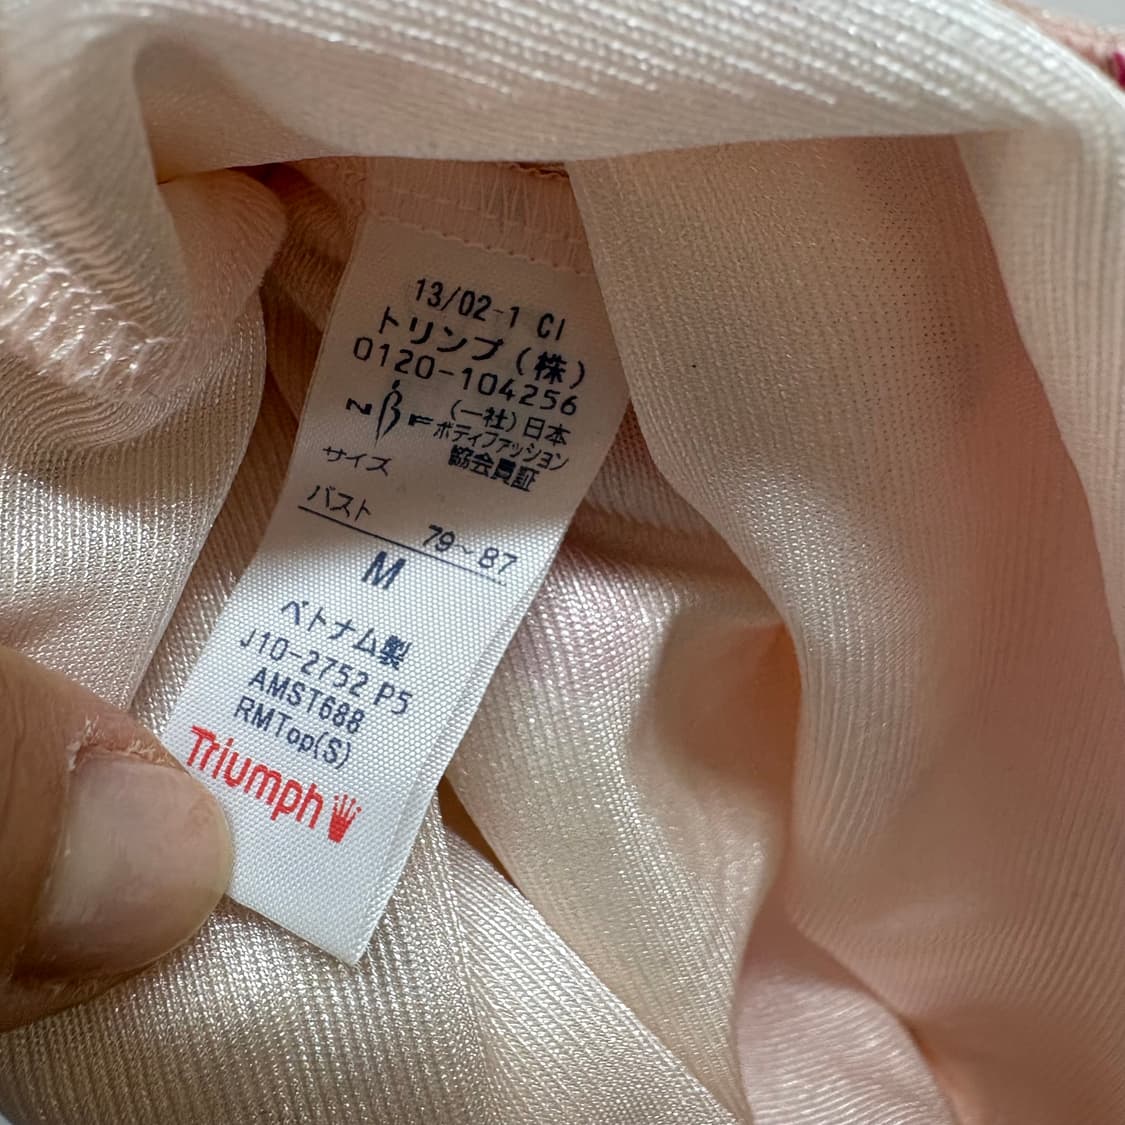 13/02-1 CI
トリンプ(株)
0120-104256
NBF
(一社)日本
ボディファッション
協会員証
サイズ
バスト 79~87
M
ベトナム製
J10-2752 P5
AMST688
RMTop(S)
Triumph